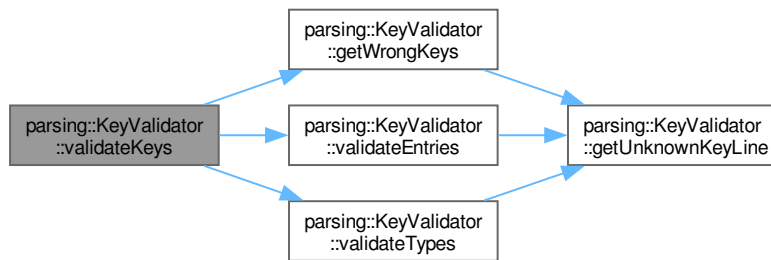 parsing::KeyValidator
::validateKeys
parsing::KeyValidator
::getWrongKeys
parsing::KeyValidator
::validateEntries
parsing::KeyValidator
::validateTypes
parsing::KeyValidator
::getUnknownKeyLine